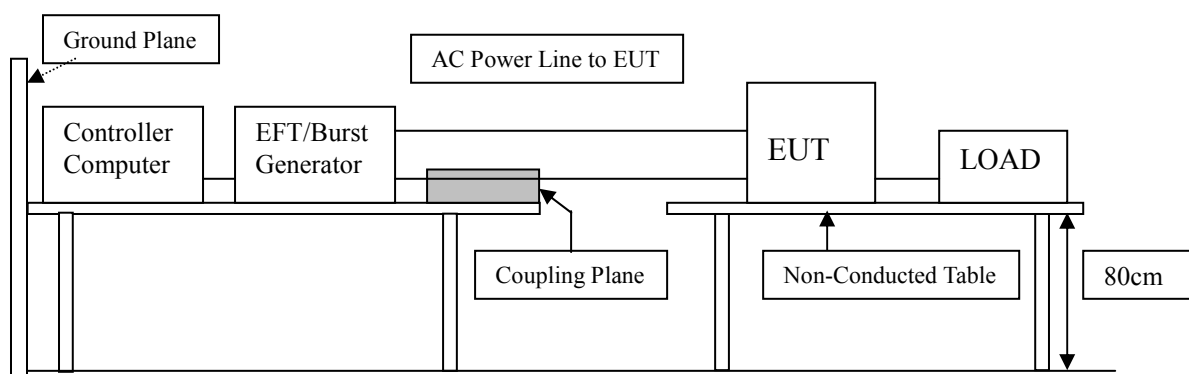 Ground Plane
AC Power Line to EUT
Controller
Computer
EFT/Burst
Generator
EUT
LOAD
Coupling Plane
Non-Conducted Table
80cm